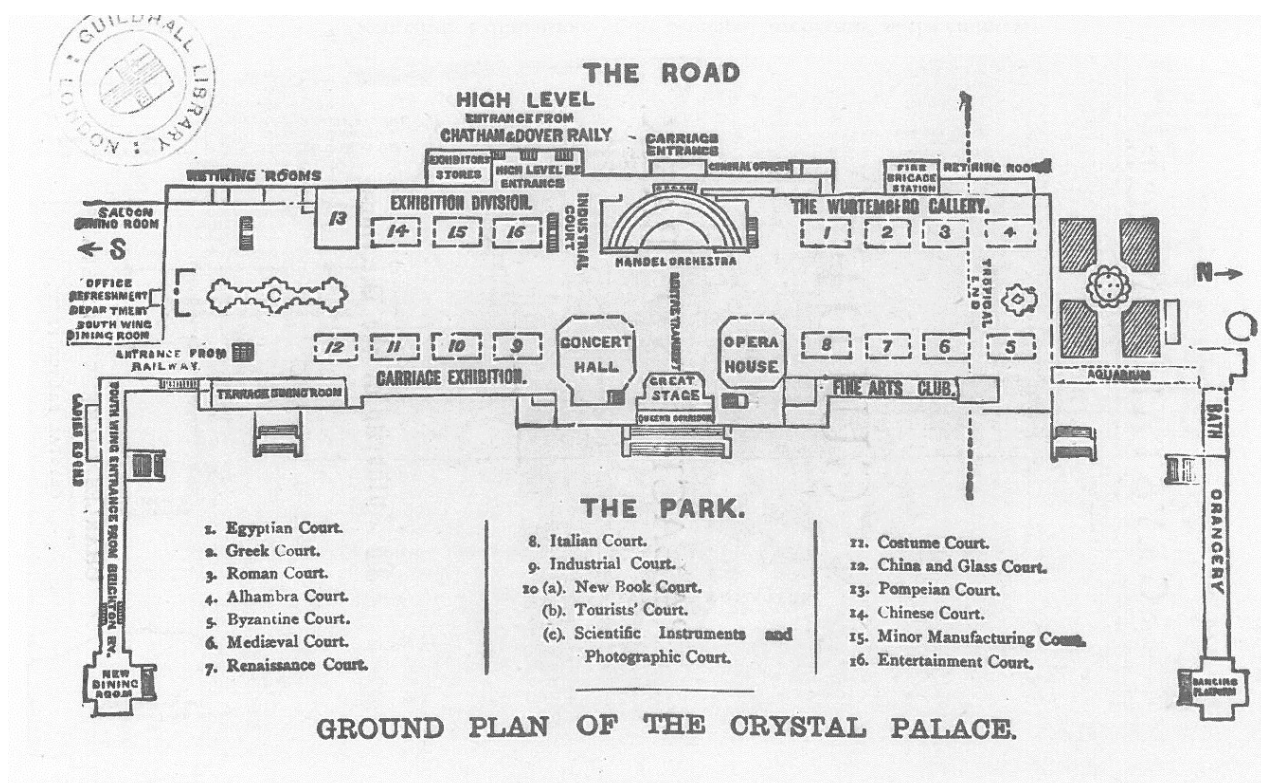 GUILDHALL LIBRARY : LONDON :
THE ROAD
HIGH LEVEL
ENTRANCE FROM
CHATHAM & DOVER RAILY
CARRIAGE
ENTRANCE
RETIRING ROOMS
EXHIBITORS
STORES
HIGH LEVEL RE
ENTRANCE
GENERAL OFFICES
FIRE
BRIGADE
STATION
RETIRING ROOMS
SALOON
DINING ROOM
S
13
EXHIBITION DIVISION.
14
15
16
INDUSTRIAL
COURT
ORGAN
HANDEL ORCHESTRA
THE WURTEMBERG GALLERY.
1
2
3
4
N
OFFICE
REFRESHMENT
DEPARTMENT
SOUTH WING
DINING ROOM
C
TROPICAL
END
ENTRANCE FROM
RAILWAY.
12
11
10
9
CONCERT
HALL
OPERA
HOUSE
8
7
6
5
CARRIAGE EXHIBITION.
GREAT
STAGE
QUEENS CORRIDOR
TERRACE DINING ROOM
FINE ARTS CLUB.
AQUARIUM
LADIES ROOMS
SOUTH WING ENTRANCE FROM BRIGHTON RY.
NEW
DINING
ROOM
BATH
ORANGERY
DANCING
PLATFORM
THE PARK.
1. Egyptian Court.
2. Greek Court.
3. Roman Court.
4. Alhambra Court.
5. Byzantine Court.
6. Mediæval Court.
7. Renaissance Court.
8. Italian Court.
9. Industrial Court.
10 (a). New Book Court.
(b). Tourists' Court.
(c). Scientific Instruments and
Photographic Court.
11. Costume Court.
12. China and Glass Court.
13. Pompeian Court.
14. Chinese Court.
15. Minor Manufacturing Court.
16. Entertainment Court.
GROUND PLAN OF THE CRYSTAL PALACE.